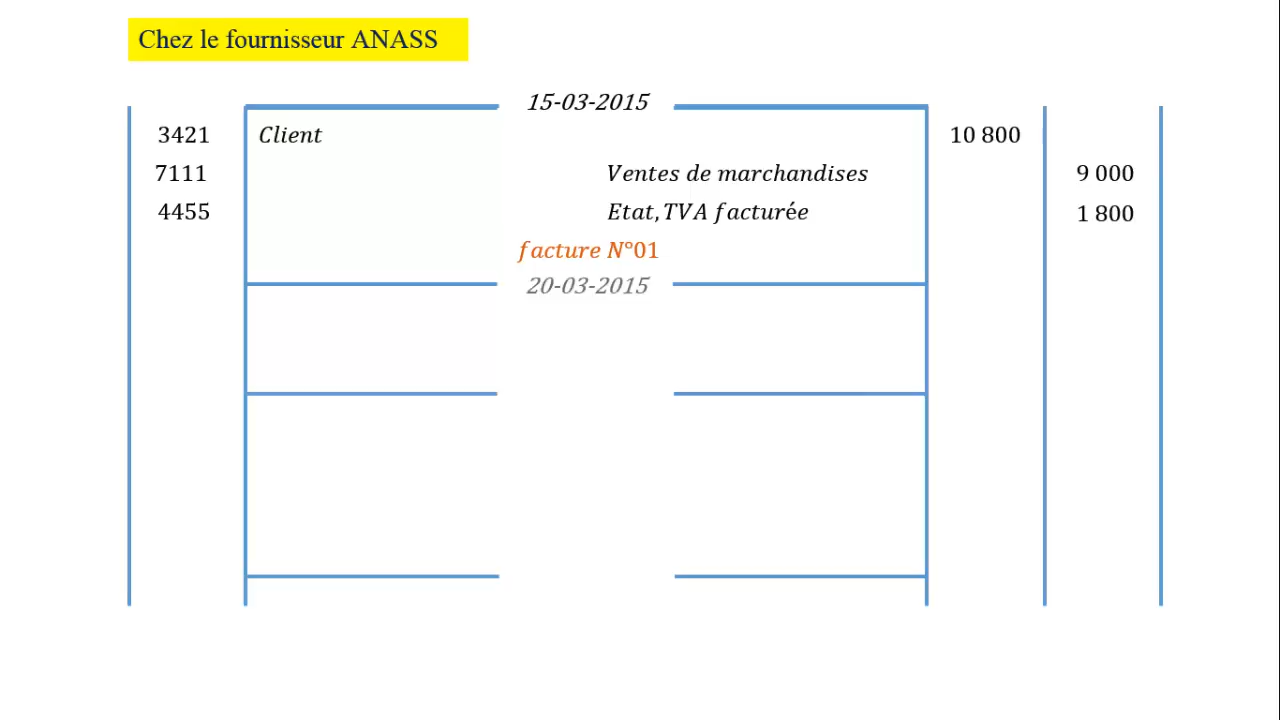 Chez le fournisseur ANASS
15-03-2015
3421 Client 10 800
7111 Ventes de marchandises 9 000
4455 Etat, TVA facturée 1 800
facture N°01
20-03-2015